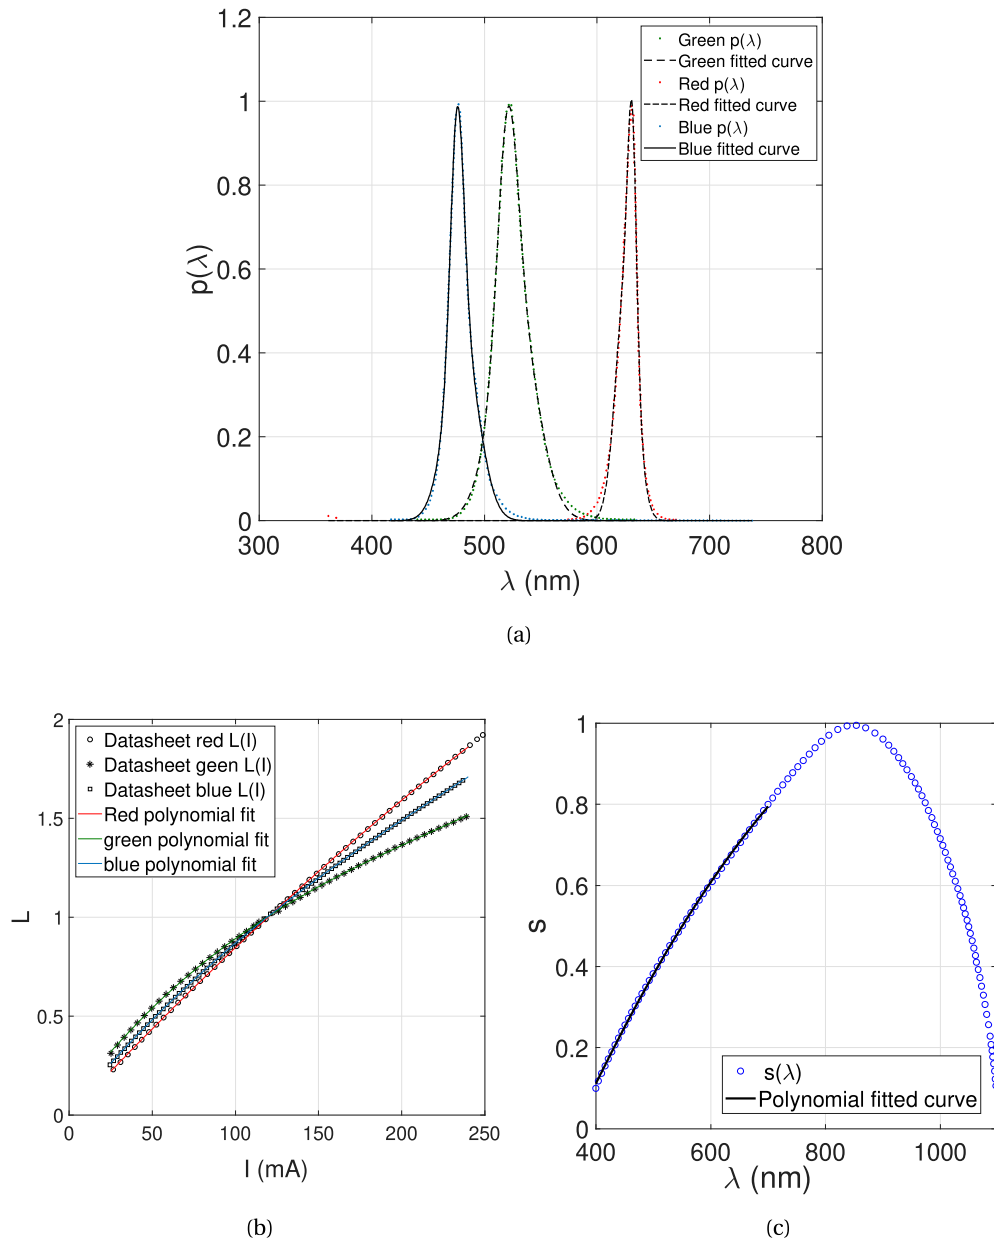 1.2
1
0.8
0.6
0.4
0.2
0
p(λ)
Green p(λ)
Green fitted curve
Red p(λ)
Red fitted curve
Blue p(λ)
Blue fitted curve
300 400 500 600 700 800
λ (nm)
(a)
2
1.5
1
0.5
0
L
Datasheet red L(I)
Datasheet geen L(I)
Datasheet blue L(I)
Red polynomial fit
green polynomial fit
blue polynomial fit
0 50 100 150 200 250
I (mA)
(b)
1
0.8
0.6
0.4
0.2
0
s
s(λ)
Polynomial fitted curve
400 600 800 1000
λ (nm)
(c)